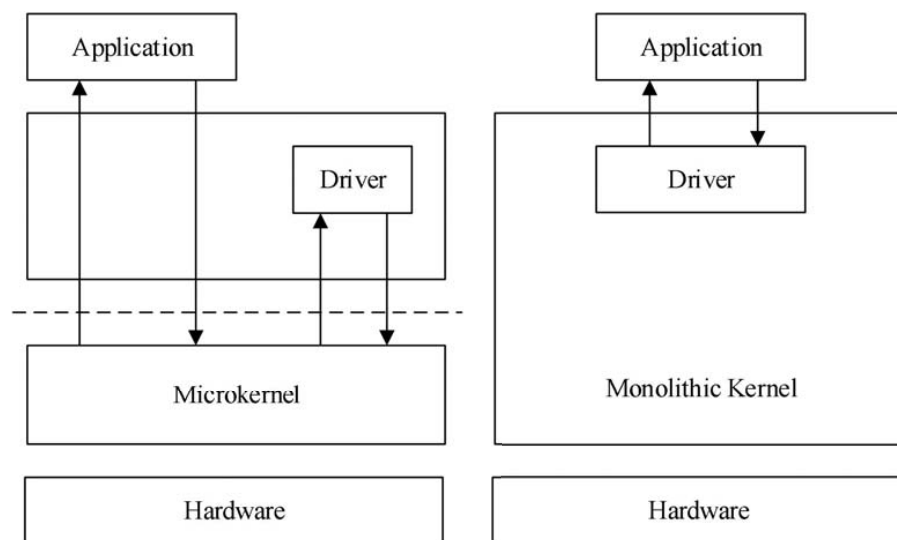 Application
Driver
Microkernel
Hardware
Application
Driver
Monolithic Kernel
Hardware